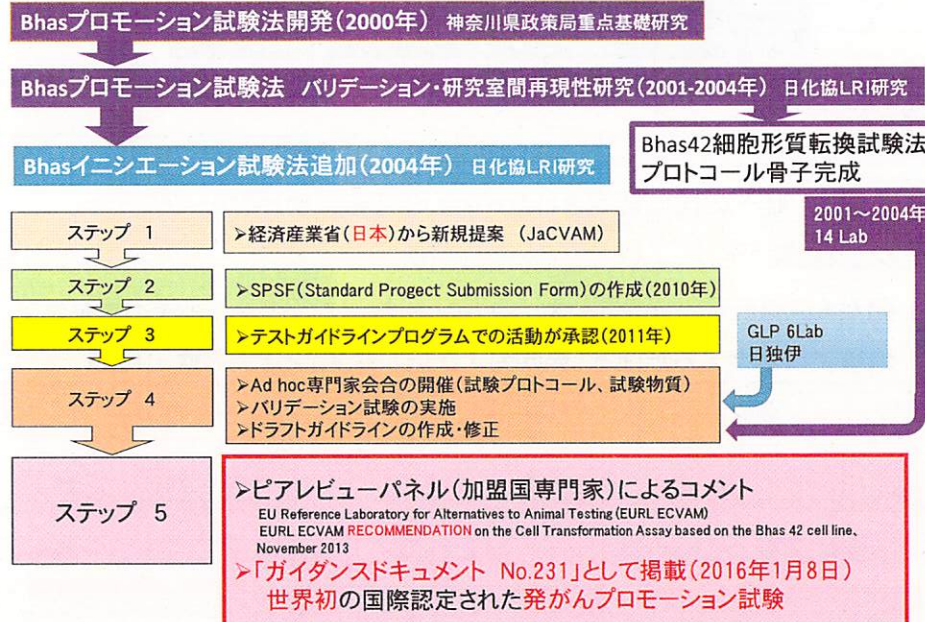 Bhasプロモーション試験法開発(2000年) 神奈川県政策局重点基礎研究
Bhasプロモーション試験法 バリデーション・研究室間再現性研究(2001-2004年) 日化協LRI研究
Bhasイニシエーション試験法追加(2004年) 日化協LRI研究
Bhas42細胞形質転換試験法
プロトコール骨子完成
2001～2004年
14 Lab
ステップ 1
➢経済産業省(日本)から新規提案 (JaCVAM)
ステップ 2
➢SPSF(Standard Progect Submission Form)の作成(2010年)
ステップ 3
➢テストガイドラインプログラムでの活動が承認(2011年)
GLP 6Lab
日独伊
ステップ 4
➢Ad hoc専門家会合の開催(試験プロトコール、試験物質)
➢バリデーション試験の実施
➢ドラフトガイドラインの作成・修正
ステップ 5
➢ピアレビューパネル(加盟国専門家)によるコメント
EU Reference Laboratory for Alternatives to Animal Testing (EURL ECVAM)
EURL ECVAM RECOMMENDATION on the Cell Transformation Assay based on the Bhas 42 cell line、
November 2013
➢「ガイダンスドキュメント No.231」として掲載(2016年1月8日)
世界初の国際認定された発がんプロモーション試験